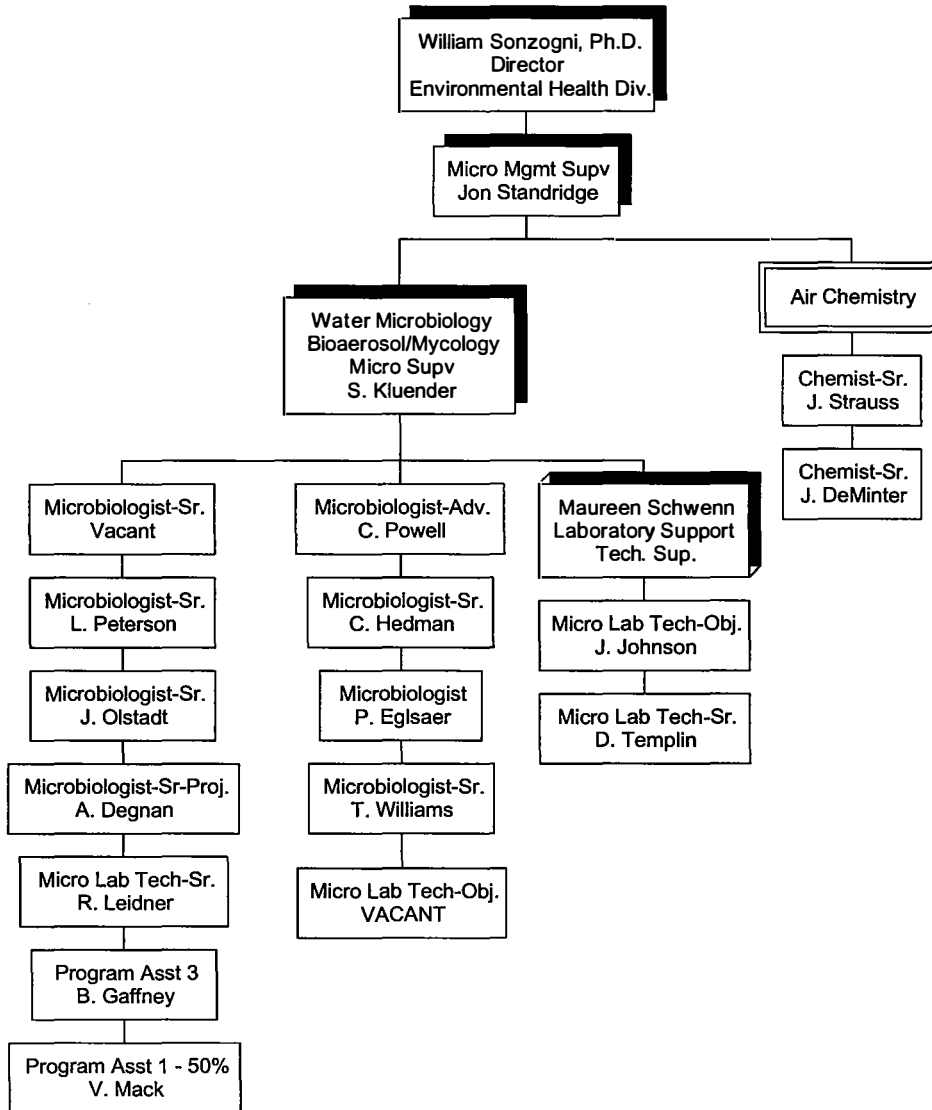 William Sonzogni, Ph.D.
Director
Environmental Health Div.
Micro Mgmt Supv
Jon Standridge
Water Microbiology
Bioaerosol/Mycology
Micro Supv
S. Kluender
Air Chemistry
Chemist-Sr.
J. Strauss
Chemist-Sr.
J. DeMinter
Microbiologist-Sr.
Vacant
Microbiologist-Sr.
L. Peterson
Microbiologist-Sr.
J. Olstadt
Microbiologist-Sr-Proj.
A. Degnan
Micro Lab Tech-Sr.
R. Leidner
Program Asst 3
B. Gaffney
Program Asst 1 - 50%
V. Mack
Microbiologist-Adv.
C. Powell
Microbiologist-Sr.
C. Hedman
Microbiologist
P. Eglsaer
Microbiologist-Sr.
T. Williams
Micro Lab Tech-Obj.
VACANT
Maureen Schwenn
Laboratory Support
Tech. Sup.
Micro Lab Tech-Obj.
J. Johnson
Micro Lab Tech-Sr.
D. Templin